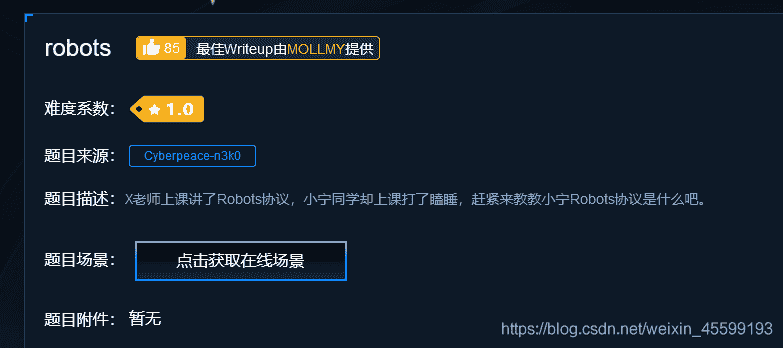 robots 85 最佳Writeup由MOLLMY提供
难度系数： 1.0
题目来源： Cyberpeace-n3k0
题目描述： X老师上课讲了Robots协议，小宁同学却上课打了瞌睡，赶紧来教教小宁Robots协议是什么吧。
题目场景： 点击获取在线场景
题目附件： 暂无
https://blog.csdn.net/weixin_45599193